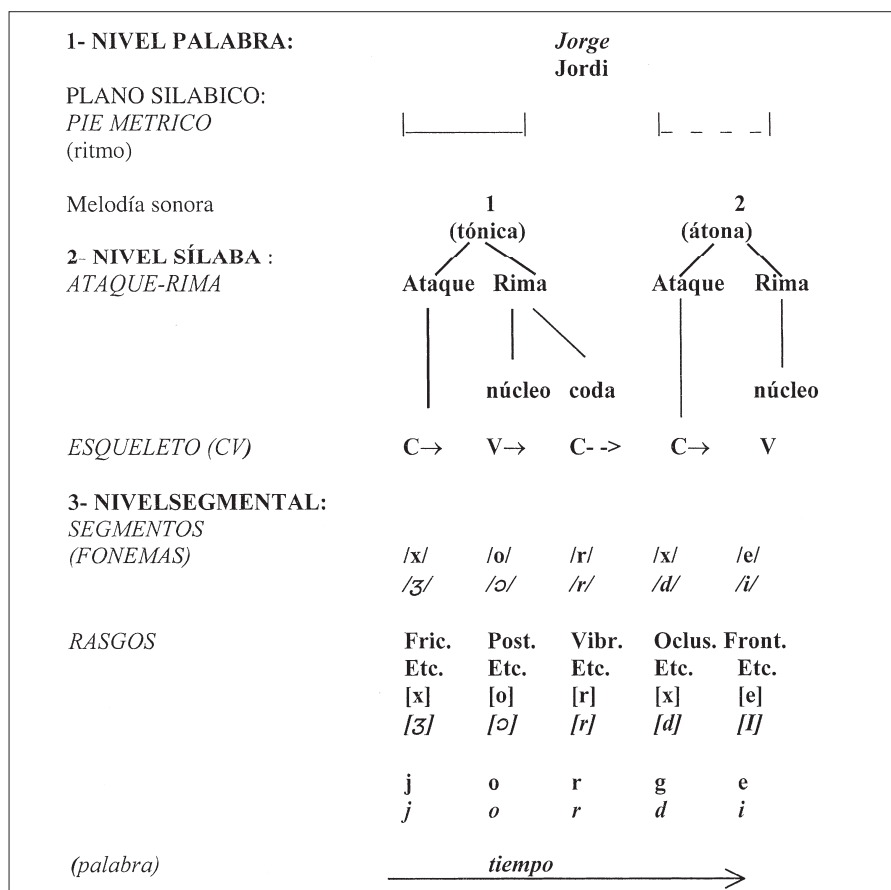 1- NIVEL PALABRA: Jorge
Jordi
PLANO SILABICO:
PIE METRICO
(ritmo)
Melodía sonora 1 2
(tónica) (átona)
2- NIVEL SÍLABA :
ATAQUE-RIMA Ataque Rima Ataque Rima
núcleo coda núcleo
ESQUELETO (CV) C→ V→ C- -> C→ V
3- NIVELSEGMENTAL:
SEGMENTOS
(FONEMAS) /x/ /o/ /r/ /x/ /e/
/ʒ/ /ɔ/ /r/ /d/ /i/
RASGOS Fric. Post. Vibr. Oclus. Front.
Etc. Etc. Etc. Etc. Etc.
[x] [o] [r] [x] [e]
[ʒ] [ɔ] [r] [d] [I]
j o r g e
j o r d i
(palabra) tiempo